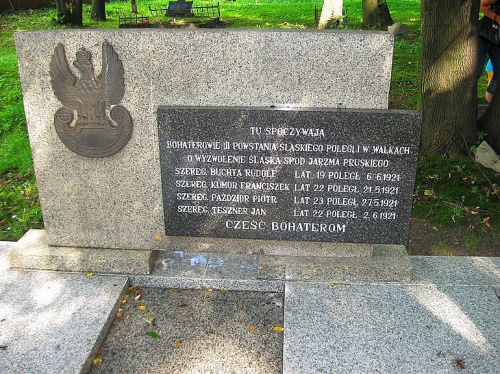 TU SPOCZYWAJĄ
BOHATEROWIE III POWSTANIA ŚLĄSKIEGO POLEGLI W WALKACH
O WYZWOLENIE ŚLĄSKA SPOD JARZMA PRUSKIEGO
SZEREG. BUCHTA RUDOLF LAT. 19 POLEGŁ 6.6.1921
SZEREG. KUMOR FRANCISZEK LAT 22 POLEGŁ 21.5.1921
SZEREG. PAŹDZIOR PIOTR LAT 23 POLEGŁ 27.5.1921
SZEREG. TESZNER JAN LAT 22 POLEGŁ 2.6.1921
CZEŚĆ BOHATEROM